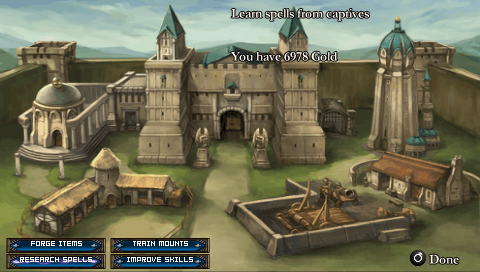 Learn spells from captives
You have 6978 Gold
FORGE ITEMS
TRAIN MOUNTS
RESEARCH SPELLS
IMPROVE SKILLS
Done